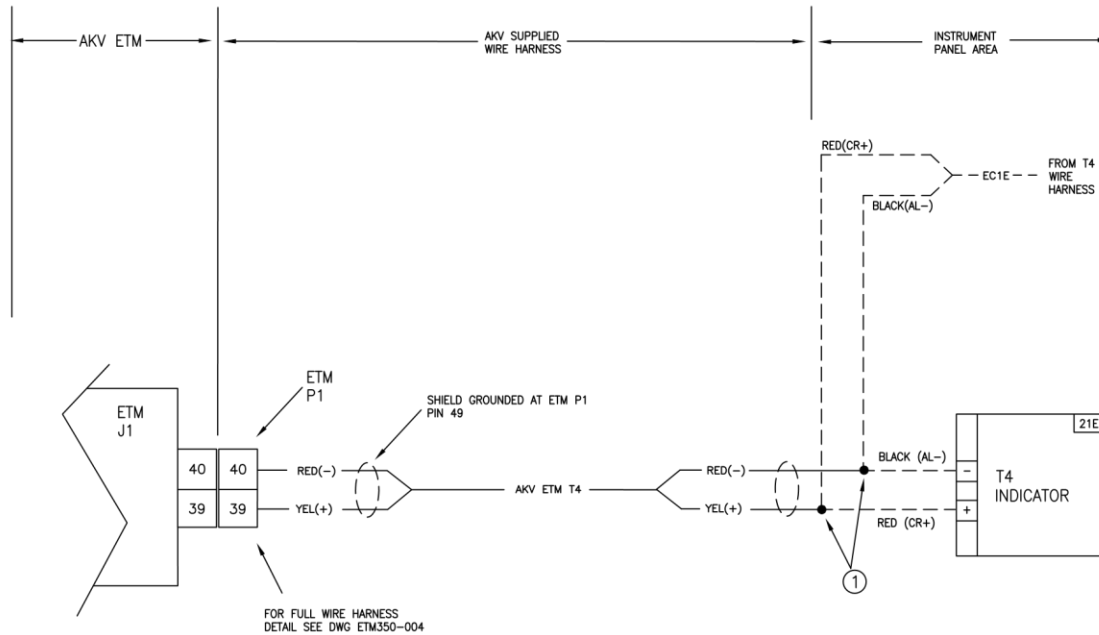 AKV ETM
AKV SUPPLIED
WIRE HARNESS
INSTRUMENT
PANEL AREA
RED(CR+)
EC1E
FROM T4
WIRE
HARNESS
BLACK(AL-)
ETM
P1
SHIELD GROUNDED AT ETM P1
PIN 49
ETM
J1
21E
40
40
RED(-)
RED(-)
BLACK (AL-)
-
AKV ETM T4
T4
INDICATOR
39
39
YEL(+)
YEL(+)
RED (CR+)
+
1
FOR FULL WIRE HARNESS
DETAIL SEE DWG ETM350-004